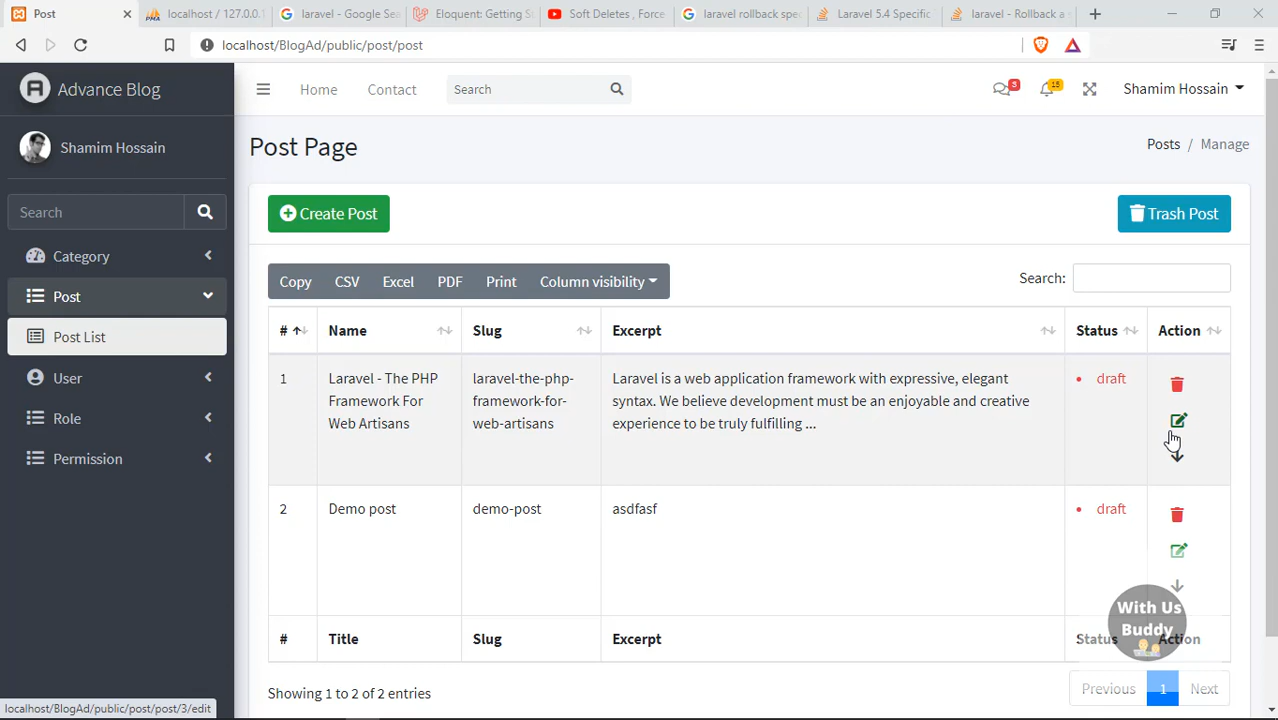 Post
localhost / 127.0.0.1
laravel - Google Sea
Eloquent: Getting S
Soft Deletes , Force
laravel rollback spe
Laravel 5.4 Specific
laravel - Rollback a
localhost/BlogAd/public/post/post
Advance Blog
Home
Contact
Search
3
15
Shamim Hossain
Shamim Hossain
Post Page
Posts / Manage
Search
Create Post
Trash Post
Category
Post
Post List
User
Role
Permission
Copy
CSV
Excel
PDF
Print
Column visibility
Search:
# Name Slug Excerpt Status Action
1
Laravel - The PHP
Framework For
Web Artisans
laravel-the-php-
framework-for-
web-artisans
Laravel is a web application framework with expressive, elegant
syntax. We believe development must be an enjoyable and creative
experience to be truly fulfilling ...
draft
2
Demo post
demo-post
asdfasf
draft
With Us
Buddy
# Title Slug Excerpt Status Action
Showing 1 to 2 of 2 entries
Previous 1 Next
localhost/BlogAd/public/post/post/3/edit